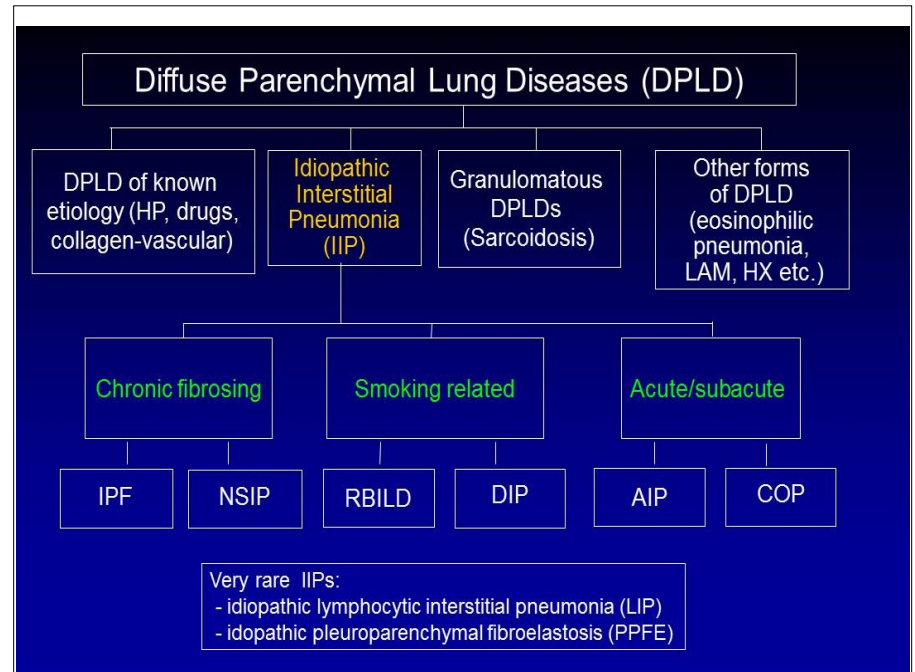 Diffuse Parenchymal Lung Diseases (DPLD)
DPLD of known
etiology (HP, drugs,
collagen-vascular)
Idiopathic
Interstitial
Pneumonia
(IIP)
Granulomatous
DPLDs
(Sarcoidosis)
Other forms
of DPLD
(eosinophilic
pneumonia,
LAM, HX etc.)
Chronic fibrosing
Smoking related
Acute/subacute
IPF
NSIP
RBILD
DIP
AIP
COP
Very rare IIPs:
- idiopathic lymphocytic interstitial pneumonia (LIP)
- idopathic pleuroparenchymal fibroelastosis (PPFE)